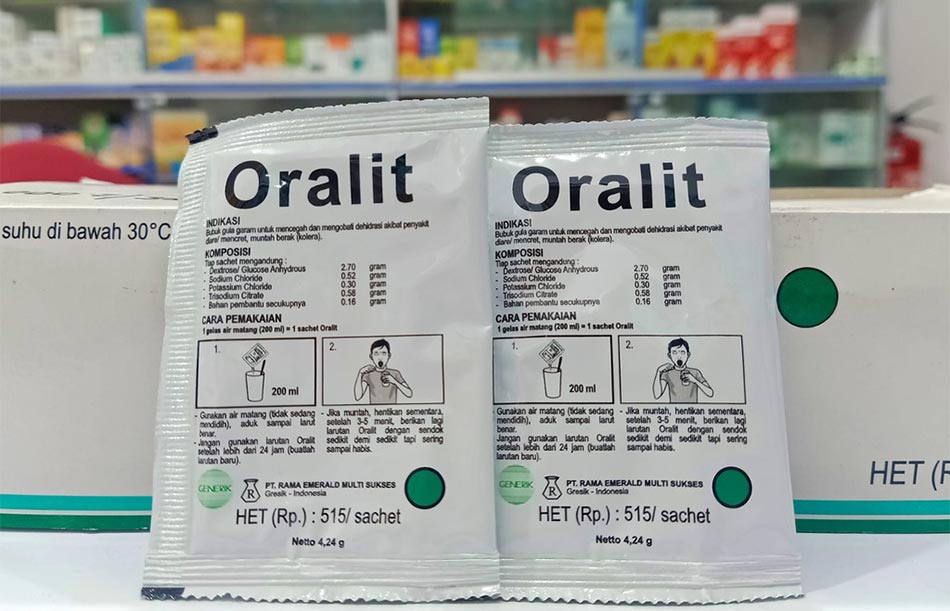 suhu di bawah 30°C
Oralit
INDIKASI
Bubuk gula garam untuk mencegah dan mengobati dehidrasi akibat penyakit
diare/ mencret, muntah berak (kolera).
KOMPOSISI
Tiap sachet mengandung :
- Dextrose/ Glucose Anhydrous 2.70 gram
- Sodium Chloride 0.52 gram
- Potassium Chloride 0.30 gram
- Trisodium Citrate 0.58 gram
- Bahan pembantu secukupnya 0.16 gram
CARA PEMAKAIAN
1 gelas air matang (200 ml) = 1 sachet Oralit
1.
200 ml
2.
- Gunakan air matang (tidak sedang
mendidih), aduk sampai larut
benar.
- Jangan gunakan larutan Oralit
setelah lebih dari 24 jam (buatlah
larutan baru).
- Jika muntah, hentikan sementara,
setelah 3-5 menit, berikan lagi
larutan Oralit dengan sendok
sedikit demi sedikit tapi sering
sampai habis.
GENERIK
R
PT. RAMA EMERALD MULTI SUKSES
Gresik - Indonesia
HET (Rp.) : 515/ sachet
Netto 4,24 g
Oralit
INDIKASI
Bubuk gula garam untuk mencegah dan mengobati dehidrasi akibat penyakit
diare/ mencret, muntah berak (kolera).
KOMPOSISI
Tiap sachet mengandung :
- Dextrose/ Glucose Anhydrous 2.70 gram
- Sodium Chloride 0.52 gram
- Potassium Chloride 0.30 gram
- Trisodium Citrate 0.58 gram
- Bahan pembantu secukupnya 0.16 gram
CARA PEMAKAIAN
1 gelas air matang (200 ml) = 1 sachet Oralit
1.
200 ml
2.
- Gunakan air matang (tidak sedang
mendidih), aduk sampai larut
benar.
- Jangan gunakan larutan Oralit
setelah lebih dari 24 jam (buatlah
larutan baru).
- Jika muntah, hentikan sementara,
setelah 3-5 menit, berikan lagi
larutan Oralit dengan sendok
sedikit demi sedikit tapi sering
sampai habis.
GENERIK
R
PT. RAMA EMERALD MULTI SUKSES
Gresik - Indonesia
HET (Rp.) : 515/ sachet
Netto 4,24 g
HET (R